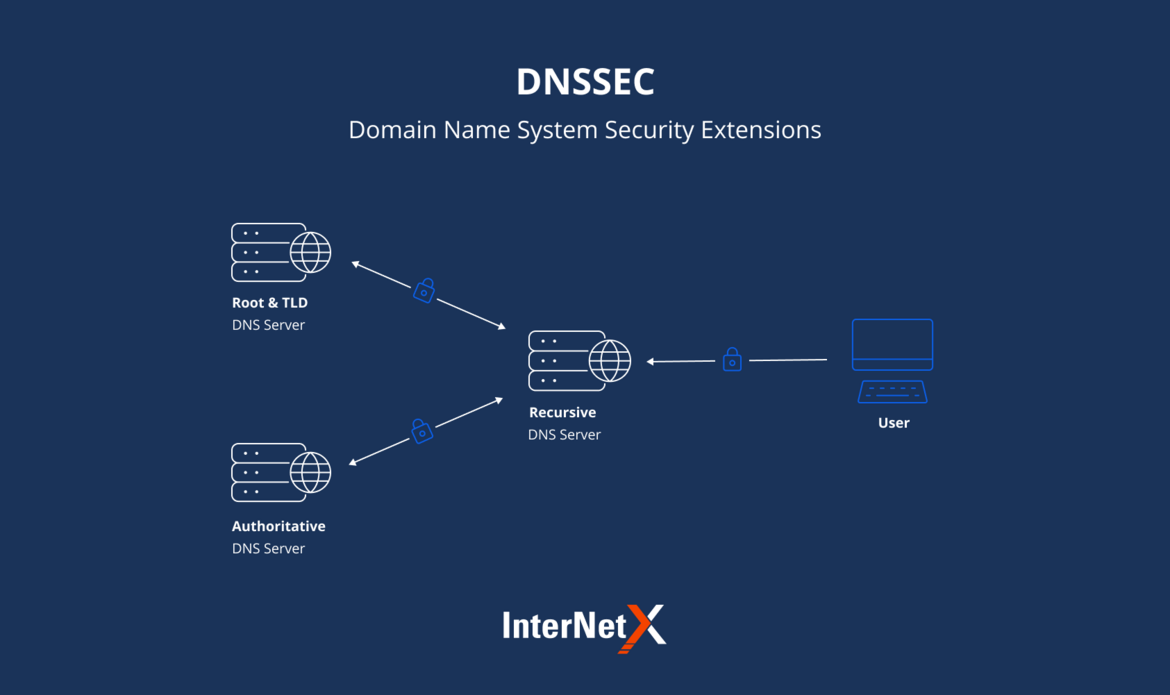 DNSSEC
Domain Name System Security Extensions
Root & TLD
DNS Server
Recursive
DNS Server
User
Authoritative
DNS Server
InterNetX